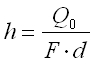 h = Q₀ / (F · d)